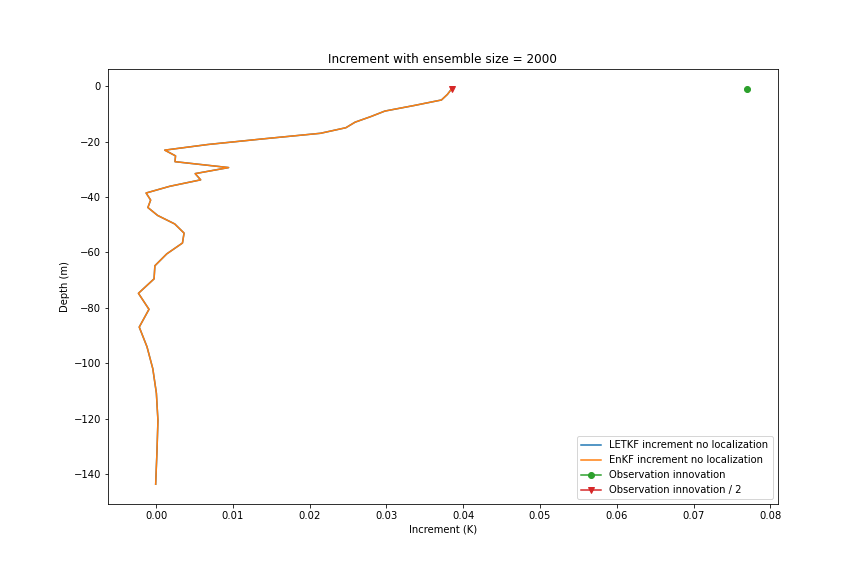 Increment with ensemble size = 2000
Depth (m)
0
−20
−40
−60
−80
−100
−120
−140
LETKF increment no localization
EnKF increment no localization
Observation innovation
Observation innovation / 2
0.00 0.01 0.02 0.03 0.04 0.05 0.06 0.07 0.08
Increment (K)